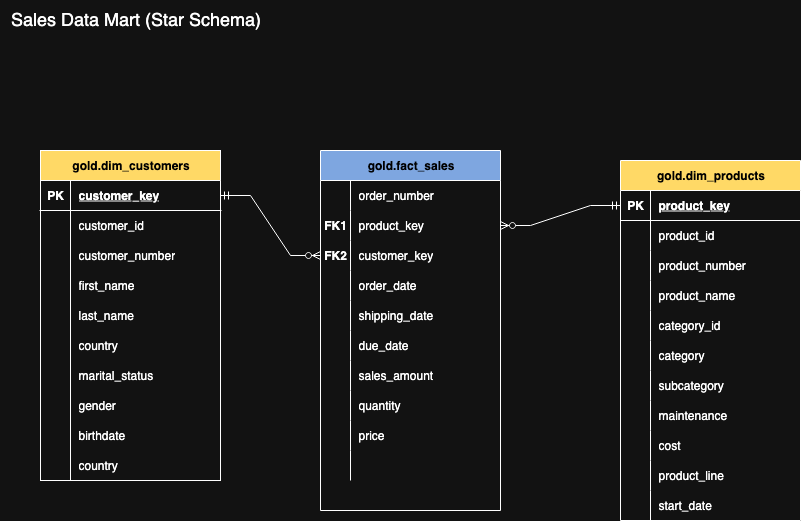 Sales Data Mart (Star Schema)
gold.dim_customers
PK customer_key
customer_id
customer_number
first_name
last_name
country
marital_status
gender
birthdate
country
gold.fact_sales
order_number
FK1 product_key
FK2 customer_key
order_date
shipping_date
due_date
sales_amount
quantity
price
gold.dim_products
PK product_key
product_id
product_number
product_name
category_id
category
subcategory
maintenance
cost
product_line
start_date